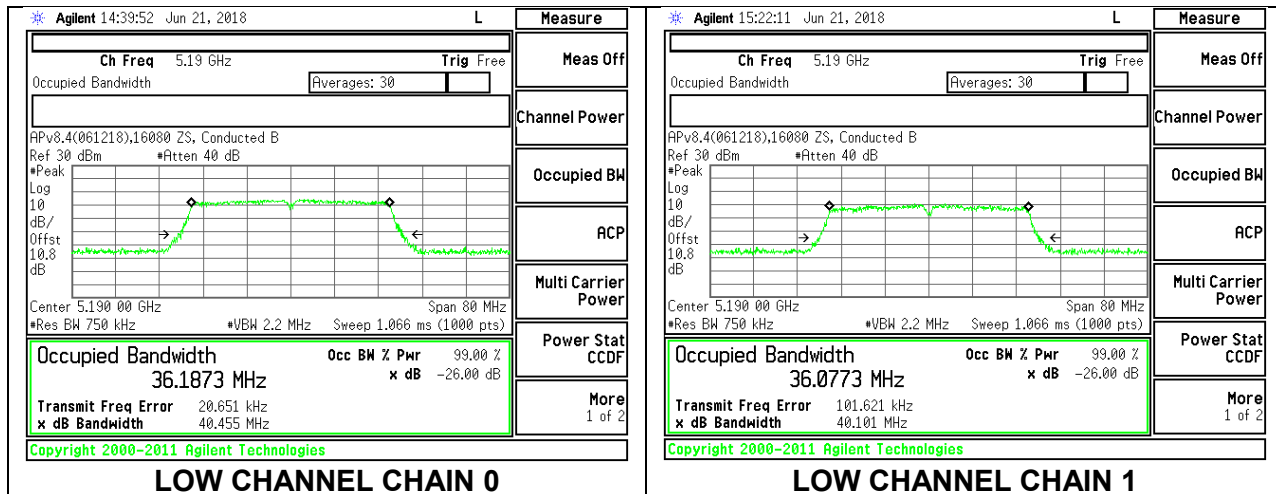 Agilent 14:39:52 Jun 21, 2018 L
Measure
Ch Freq 5.19 GHz Trig Free
Meas Off
Occupied Bandwidth Averages: 30
Channel Power
APv8.4(061218),16080 ZS, Conducted B
Ref 30 dBm #Atten 40 dB
#Peak
Occupied BW
Log
10
dB/
ACP
Offst
10.8
dB
Multi Carrier
Power
Center 5.190 00 GHz Span 80 MHz
#Res BW 750 kHz #VBW 2.2 MHz Sweep 1.066 ms (1000 pts)
Power Stat
CCDF
Occupied Bandwidth Occ BW % Pwr 99.00 %
36.1873 MHz x dB -26.00 dB
More
1 of 2
Transmit Freq Error 20.651 kHz
x dB Bandwidth 40.455 MHz
Copyright 2000-2011 Agilent Technologies
LOW CHANNEL CHAIN 0
Agilent 15:22:11 Jun 21, 2018 L
Measure
Ch Freq 5.19 GHz Trig Free
Meas Off
Occupied Bandwidth Averages: 30
Channel Power
APv8.4(061218),16080 ZS, Conducted B
Ref 30 dBm #Atten 40 dB
#Peak
Occupied BW
Log
10
dB/
ACP
Offst
10.8
dB
Multi Carrier
Power
Center 5.190 00 GHz Span 80 MHz
#Res BW 750 kHz #VBW 2.2 MHz Sweep 1.066 ms (1000 pts)
Power Stat
CCDF
Occupied Bandwidth Occ BW % Pwr 99.00 %
36.0773 MHz x dB -26.00 dB
More
1 of 2
Transmit Freq Error 101.621 kHz
x dB Bandwidth 40.101 MHz
Copyright 2000-2011 Agilent Technologies
LOW CHANNEL CHAIN 1